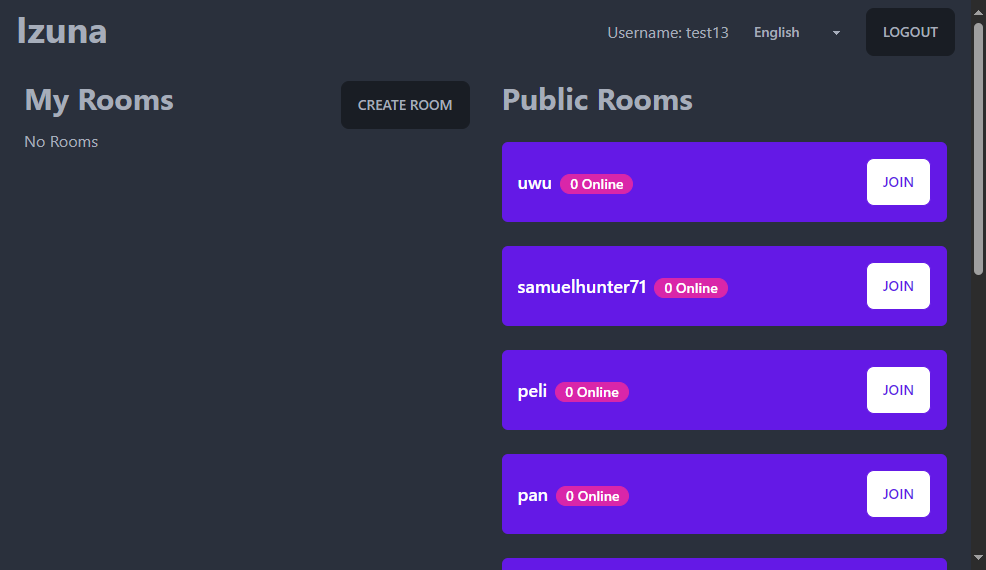 Izuna
Username: test13
English
LOGOUT
My Rooms
CREATE ROOM
No Rooms
Public Rooms
uwu 0 Online
JOIN
samuelhunter71 0 Online
JOIN
peli 0 Online
JOIN
pan 0 Online
JOIN